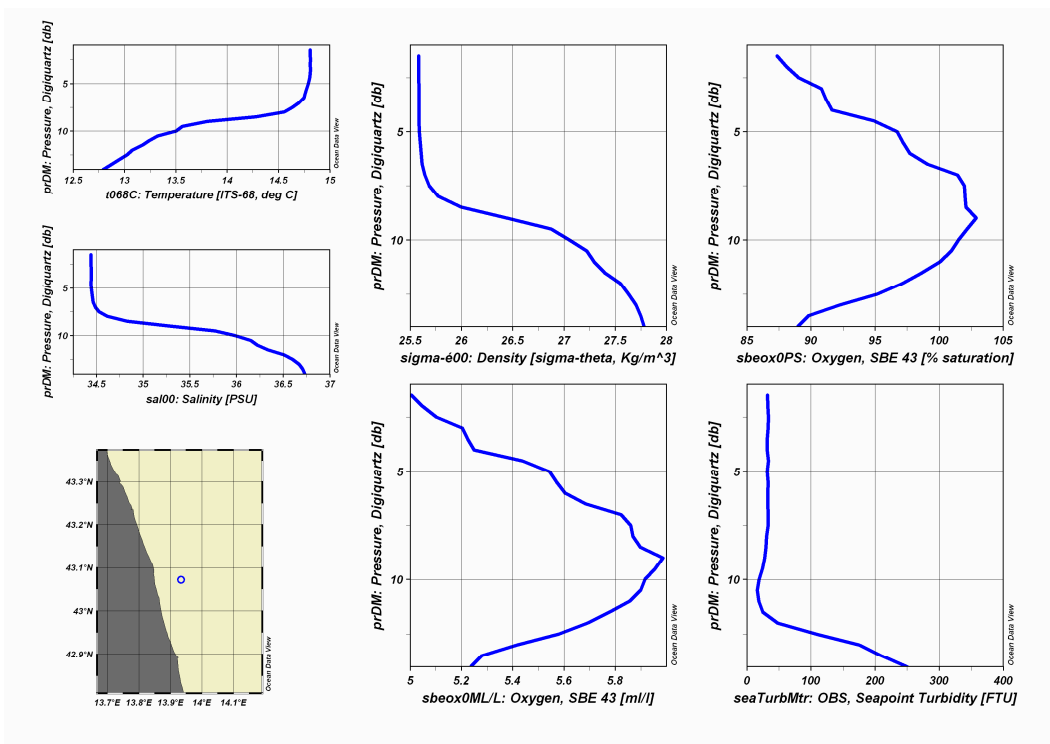 prDM: Pressure, Digiquartz [db]
5
10
12.5 13 13.5 14 14.5 15
t068C: Temperature [ITS-68, deg C]
Ocean Data View
prDM: Pressure, Digiquartz [db]
5
10
34.5 35 35.5 36 36.5 37
sal00: Salinity [PSU]
Ocean Data View
43.3°N
43.2°N
43.1°N
43°N
42.9°N
13.7°E 13.8°E 13.9°E 14°E 14.1°E
Ocean Data View
prDM: Pressure, Digiquartz [db]
5
10
25.5 26 26.5 27 27.5 28
sigma-é00: Density [sigma-theta, Kg/m^3]
Ocean Data View
prDM: Pressure, Digiquartz [db]
5
10
85 90 95 100 105
sbeox0PS: Oxygen, SBE 43 [% saturation]
Ocean Data View
prDM: Pressure, Digiquartz [db]
5
10
5 5.2 5.4 5.6 5.8
sbeox0ML/L: Oxygen, SBE 43 [ml/l]
Ocean Data View
prDM: Pressure, Digiquartz [db]
5
10
0 100 200 300 400
seaTurbMtr: OBS, Seapoint Turbidity [FTU]
Ocean Data View